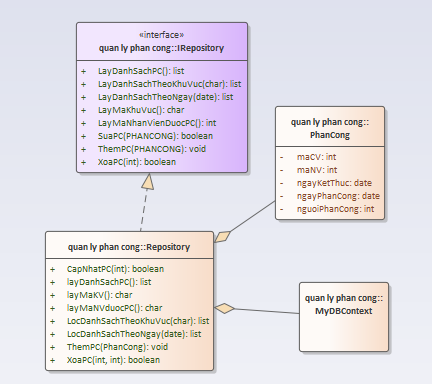 «interface»
quan ly phan cong::IRepository
+ LayDanhSachPC(): list
+ LayDanhSachTheoKhuVuc(char): list
+ LayDanhSachTheoNgay(date): list
+ LayMaKhuVuc(): char
+ LayMaNhanVienDuocPC(): int
+ SuaPC(PHANCONG): boolean
+ ThemPC(PHANCONG): void
+ XoaPC(int): boolean
quan ly phan cong::
PhanCong
- maCV: int
- maNV: int
- ngayKetThuc: date
- ngayPhanCong: date
- nguoiPhanCong: int
quan ly phan cong::Repository
+ CapNhatPC(int): boolean
+ layDanhSachPC(): list
+ layMaKV(): char
+ layMaNVduocPC(): char
+ LocDanhSachTheoKhuVuc(char): list
+ LocDanhSachTheoNgay(date): list
+ ThemPC(PhanCong): void
+ XoaPC(int, int): boolean
quan ly phan cong::
MyDBContext